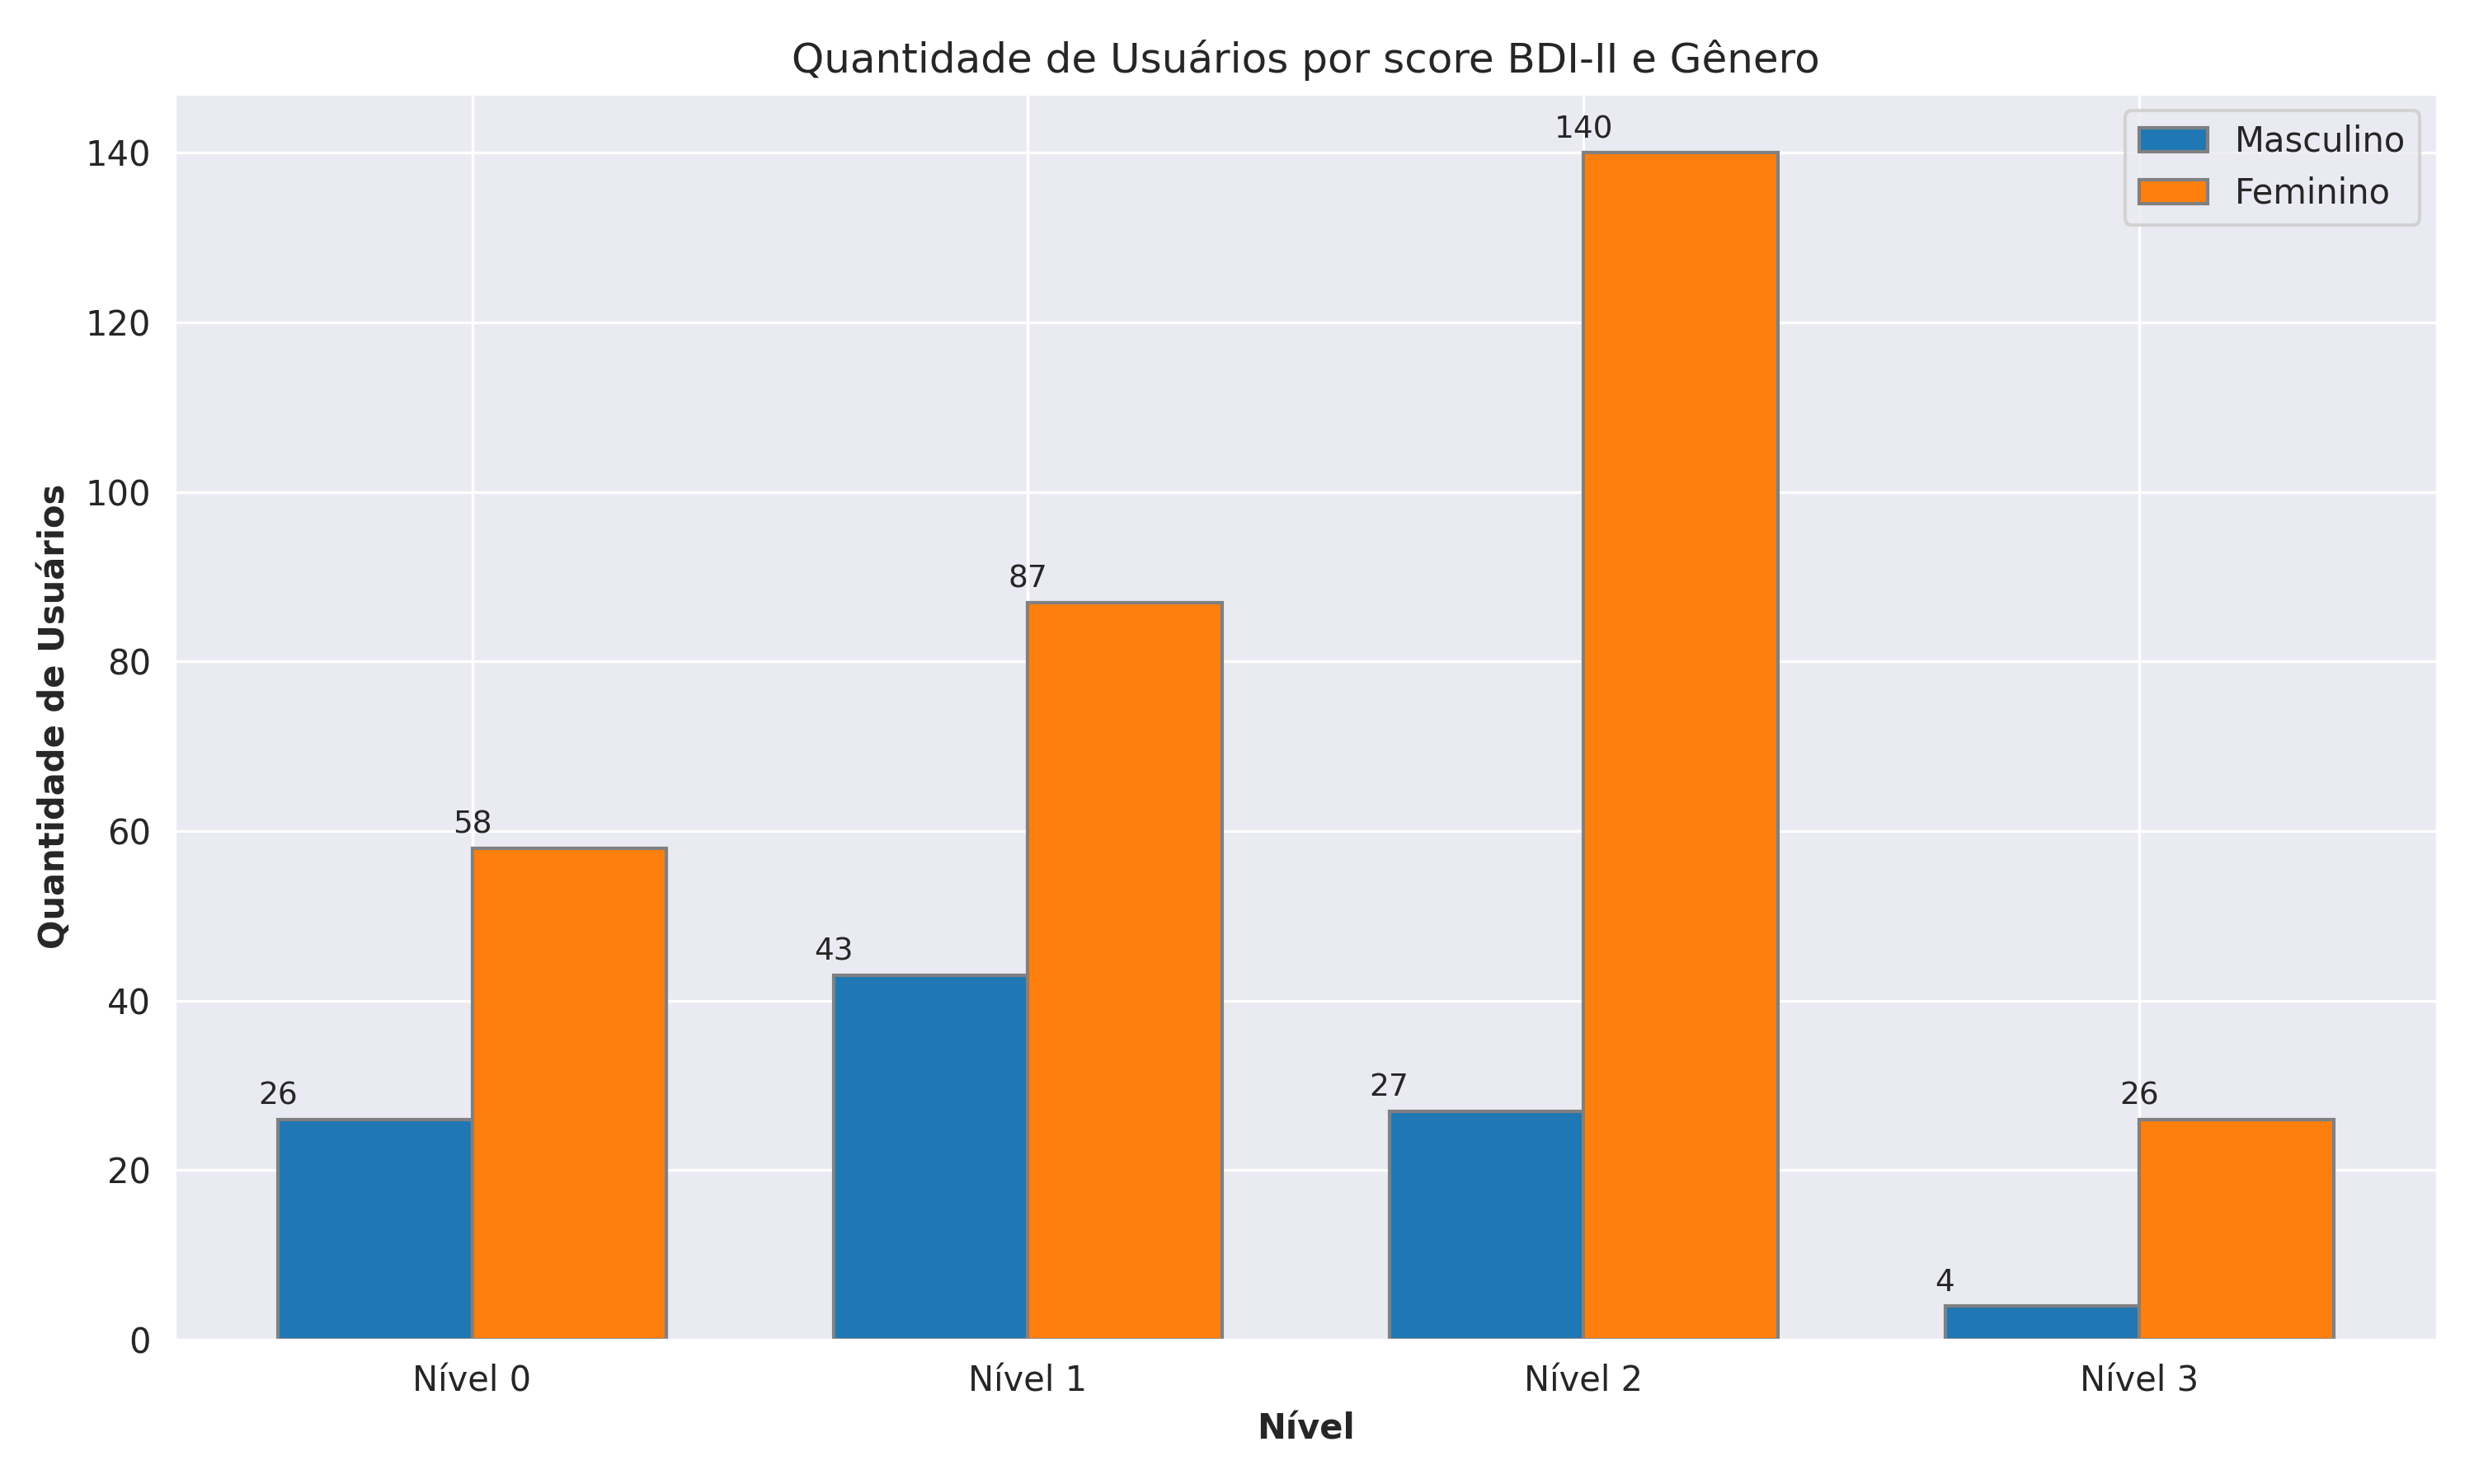 Quantidade de Usuários por score BDI-II e Gênero
Masculino
Feminino
Quantidade de Usuários
140
120
100
80
60
40
20
0
26
58
43
87
27
140
4
26
Nível 0
Nível 1
Nível 2
Nível 3
Nível